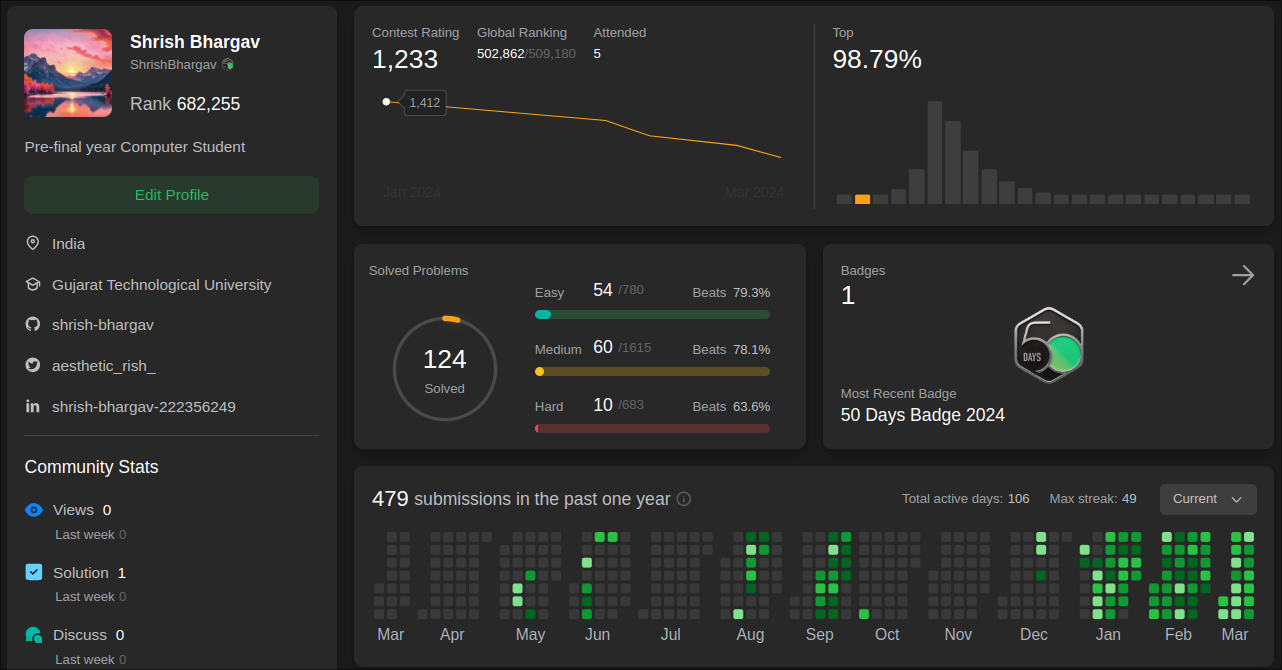 Shrish Bhargav
ShrishBhargav
Rank 682,255
Pre-final year Computer Student
Edit Profile
India
Gujarat Technological University
shrish-bhargav
aesthetic_rish_
shrish-bhargav-222356249
Community Stats
Views 0
Last week 0
Solution 1
Last week 0
Discuss 0
Last week 0
Contest Rating
1,233
Global Ranking
502,862/509,180
Attended
5
1,412
Jan 2024
Mar 2024
Top
98.79%
Solved Problems
124
Solved
Easy 54 /780 Beats 79.3%
Medium 60 /1615 Beats 78.1%
Hard 10 /683 Beats 63.6%
Badges
1
5
DAYS
Most Recent Badge
50 Days Badge 2024
479 submissions in the past one year
Total active days: 106 Max streak: 49
Current
Mar Apr May Jun Jul Aug Sep Oct Nov Dec Jan Feb Mar